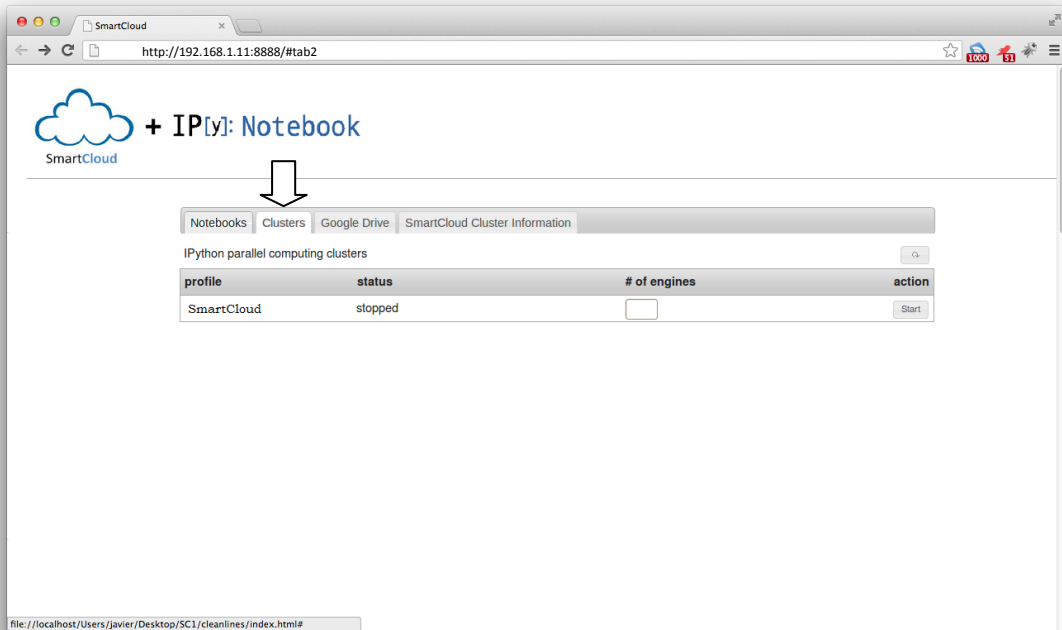 SmartCloud
http://192.168.1.11:8888/#tab2
1000
51
+ IP[y]: Notebook
SmartCloud
Notebooks Clusters Google Drive SmartCloud Cluster Information
IPython parallel computing clusters
profile status # of engines action
SmartCloud stopped Start
file://localhost/Users/javier/Desktop/SC1/cleanlines/index.html#